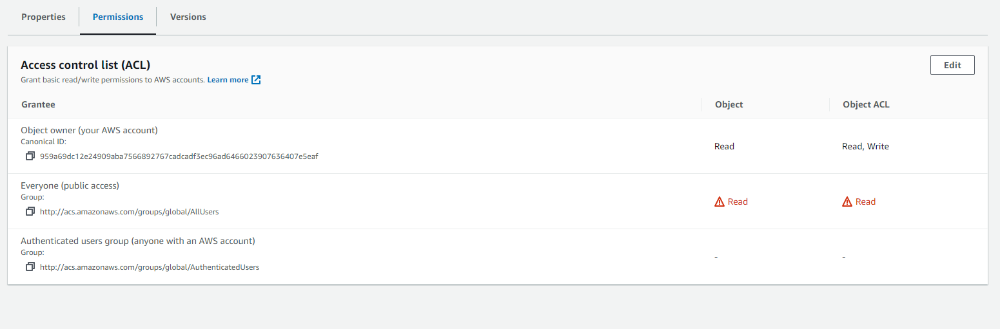 Properties
Permissions
Versions
Access control list (ACL)
Edit
Grant basic read/write permissions to AWS accounts. Learn more
Grantee
Object
Object ACL
Object owner (your AWS account)
Canonical ID:
959a69dc12e24909aba7566892767cadcadf3ec96ad6466023907636407e5eaf
Read
Read, Write
Everyone (public access)
Group:
http://acs.amazonaws.com/groups/global/AllUsers
Read
Read
Authenticated users group (anyone with an AWS account)
Group:
http://acs.amazonaws.com/groups/global/AuthenticatedUsers
-
-